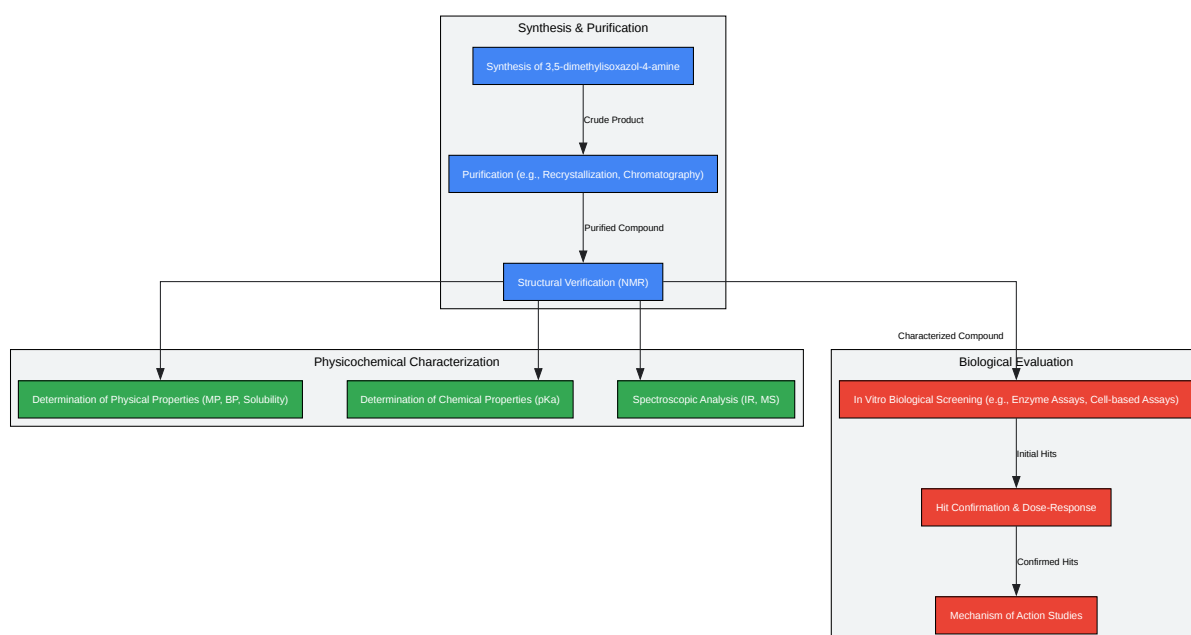 Synthesis & Purification
Synthesis of 3,5-dimethylisoxazol-4-amine
Crude Product
Purification (e.g., Recrystallization, Chromatography)
Purified Compound
Structural Verification (NMR)
Characterized Compound
Physicochemical Characterization
Determination of Physical Properties (MP, BP, Solubility)
Determination of Chemical Properties (pKa)
Spectroscopic Analysis (IR, MS)
Biological Evaluation
In Vitro Biological Screening (e.g., Enzyme Assays, Cell-based Assays)
Initial Hits
Hit Confirmation & Dose-Response
Confirmed Hits
Mechanism of Action Studies